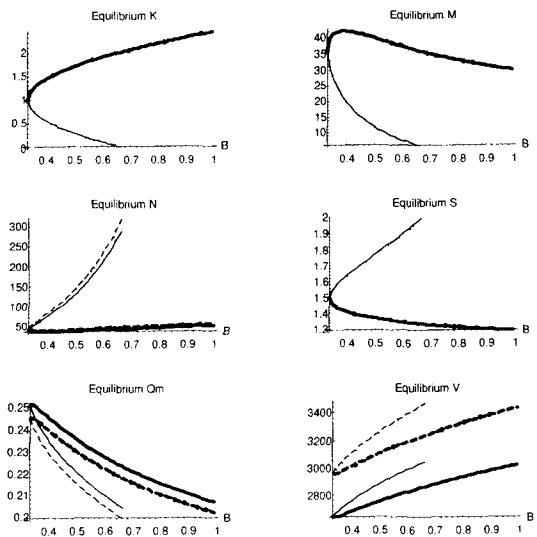 Equilibrium K
2
1.5
1
0.5
0
0.4 0.5 0.6 0.7 0.8 0.9 1
B
Equilibrium M
40
35
30
25
20
15
10
0.4 0.5 0.6 0.7 0.8 0.9 1
B
Equilibrium N
300
250
200
150
100
50
0.4 0.5 0.6 0.7 0.8 0.9 1
B
Equilibrium S
2
1.9
1.8
1.7
1.6
1.5
1.4
1.3
0.4 0.5 0.6 0.7 0.8 0.9 1
B
Equilibrium Qm
0.25
0.24
0.23
0.22
0.21
0.2
0.4 0.5 0.6 0.7 0.8 0.9 1
B
Equilibrium V
3400
3200
3000
2800
0.4 0.5 0.6 0.7 0.8 0.9 1
B